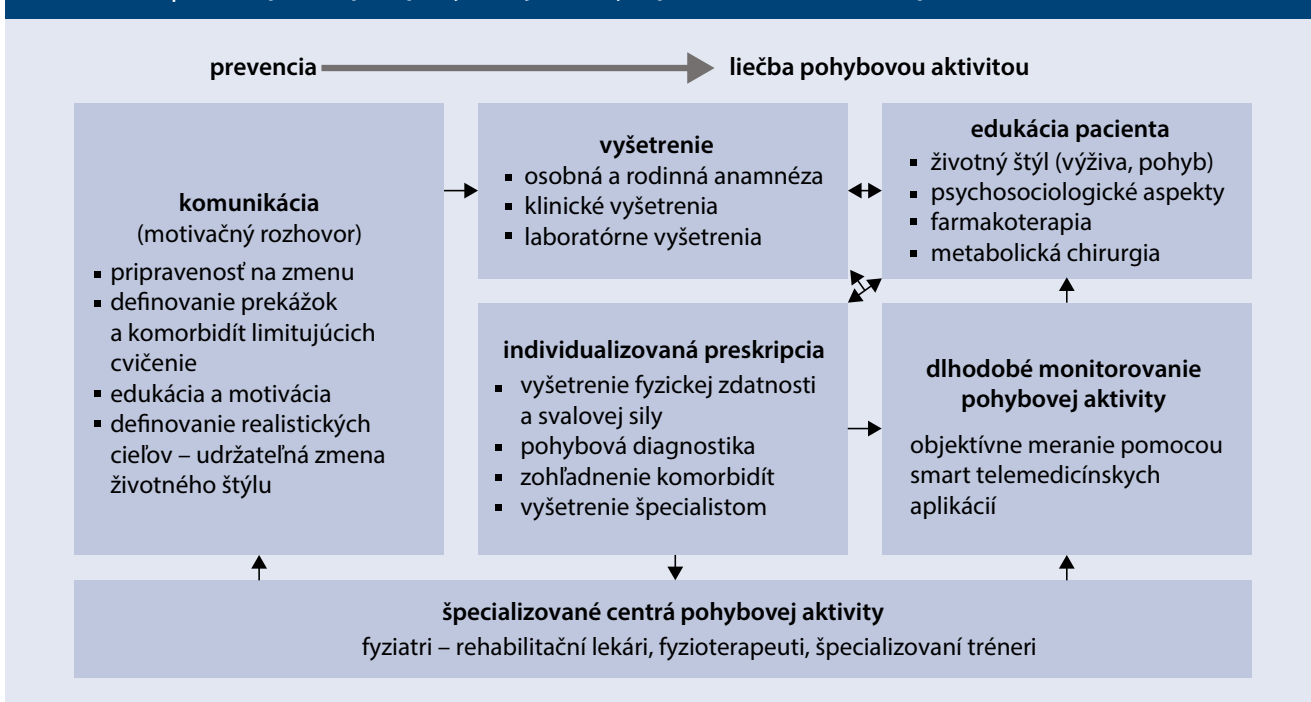 prevencia
liečba pohybovou aktivitou
komunikácia
(motivačný rozhovor)
▪ pripravenosť na zmenu
▪ definovanie prekážok
a komorbidít limitujúcich
cvičenie
▪ edukácia a motivácia
▪ definovanie realistických
cieľov – udržateľná zmena
životného štýlu
vyšetrenie
▪ osobná a rodinná anamnéza
▪ klinické vyšetrenia
▪ laboratórne vyšetrenia
edukácia pacienta
▪ životný štýl (výživa, pohyb)
▪ psychosociologické aspekty
▪ farmakoterapia
▪ metabolická chirurgia
individualizovaná preskripcia
▪ vyšetrenie fyzickej zdatnosti
a svalovej sily
▪ pohybová diagnostika
▪ zohľadnenie komorbidít
▪ vyšetrenie špecialistom
dlhodobé monitorovanie
pohybovej aktivity
objektívne meranie pomocou
smart telemedicínskych
aplikácií
špecializované centrá pohybovej aktivity
fyziatri – rehabilitační lekári, fyzioterapeuti, špecializovaní tréneri